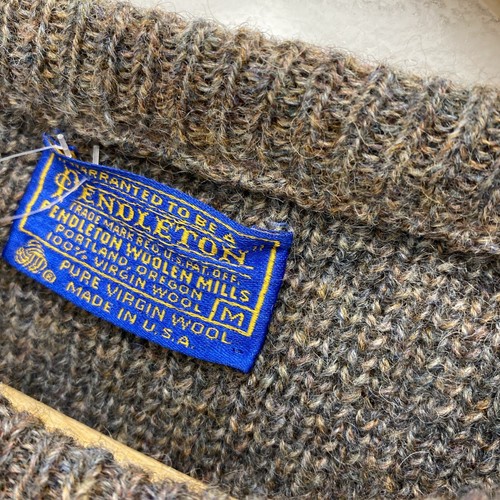 "WARRANTED TO BE A
PENDLETON"
TRADE MARK REG. U.S. PAT. OFF.
PENDLETON WOOLEN MILLS
PORTLAND, OREGON
100% VIRGIN WOOL
M
PURE VIRGIN WOOL
MADE IN U.S.A.